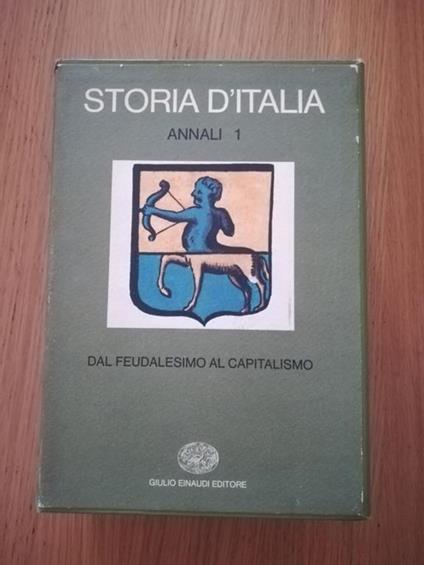 STORIA D'ITALIA
ANNALI 1
DAL FEUDALESIMO AL CAPITALISMO
GIULIO EINAUDI EDITORE